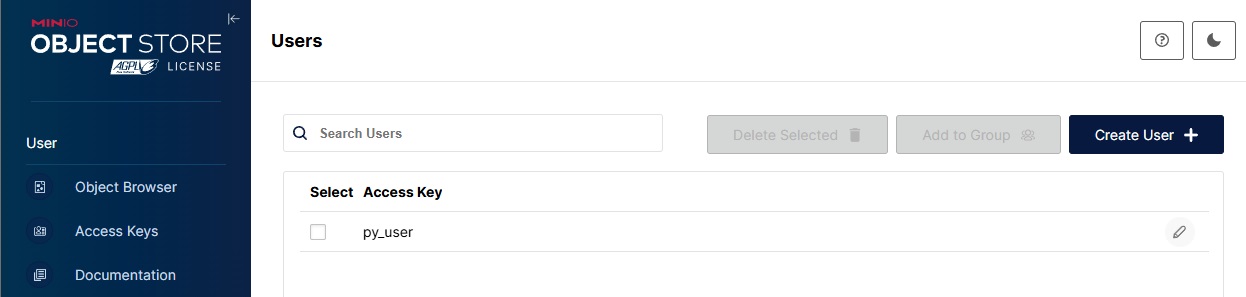 MINIO
OBJECT STORE
AGPLv3 LICENSE
User
Object Browser
Access Keys
Documentation
Users
Search Users
Delete Selected Add to Group Create User
Select Access Key
py_user